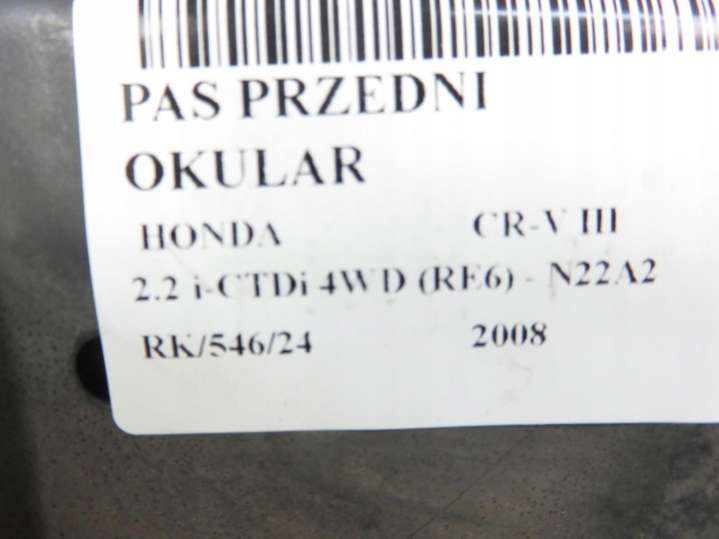 PAS PRZEDNI
OKULAR
HONDA CR-V III
2.2 i-CTDi 4WD (RE6) - N22A2
RK/546/24 2008